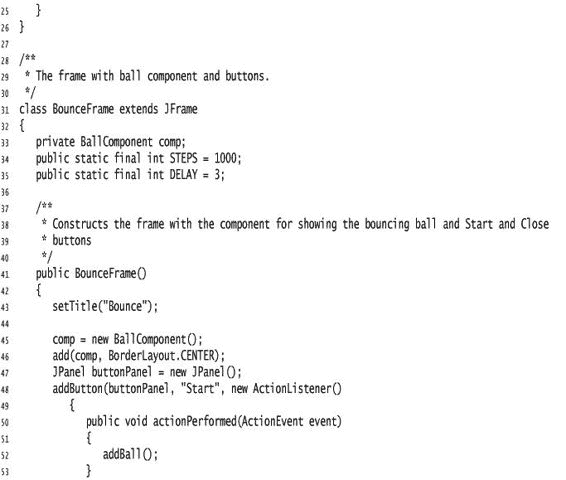 25       }
26 }
27
28 /**
29  * The frame with ball component and buttons.
30  */
31 class BounceFrame extends JFrame
32 {
33    private BallComponent comp;
34    public static final int STEPS = 1000;
35    public static final int DELAY = 3;
36
37    /**
38     * Constructs the frame with the component for showing the bouncing ball and Start and Close
39     * buttons
40     */
41    public BounceFrame()
42    {
43       setTitle("Bounce");
44
45       comp = new BallComponent();
46       add(comp, BorderLayout.CENTER);
47       JPanel buttonPanel = new JPanel();
48       addButton(buttonPanel, "Start", new ActionListener()
49          {
50             public void actionPerformed(ActionEvent event)
51             {
52                addBall();
53             }